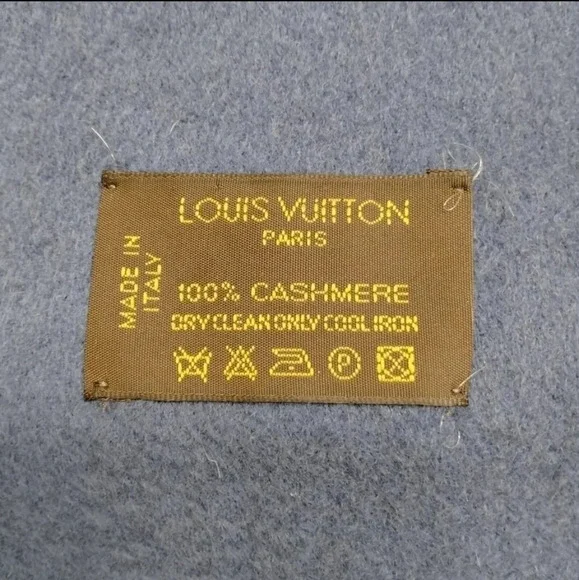 LOUIS VUITTON
PARIS
MADE IN
ITALY
100% CASHMERE
DRY CLEAN ONLY COOL IRON
P